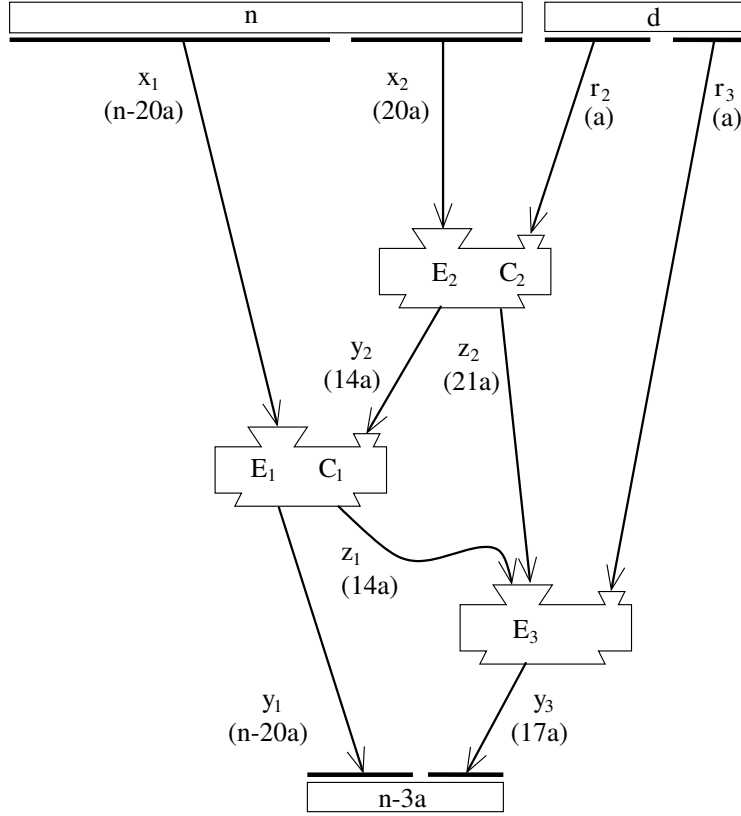 n d
x₁ x₂ r₂ r₃
(n-20a) (20a) (a) (a)
E₂ C₂
y₂ z₂
(14a) (21a)
E₁ C₁
z₁
(14a)
E₃
y₁ y₃
(n-20a) (17a)
n-3a